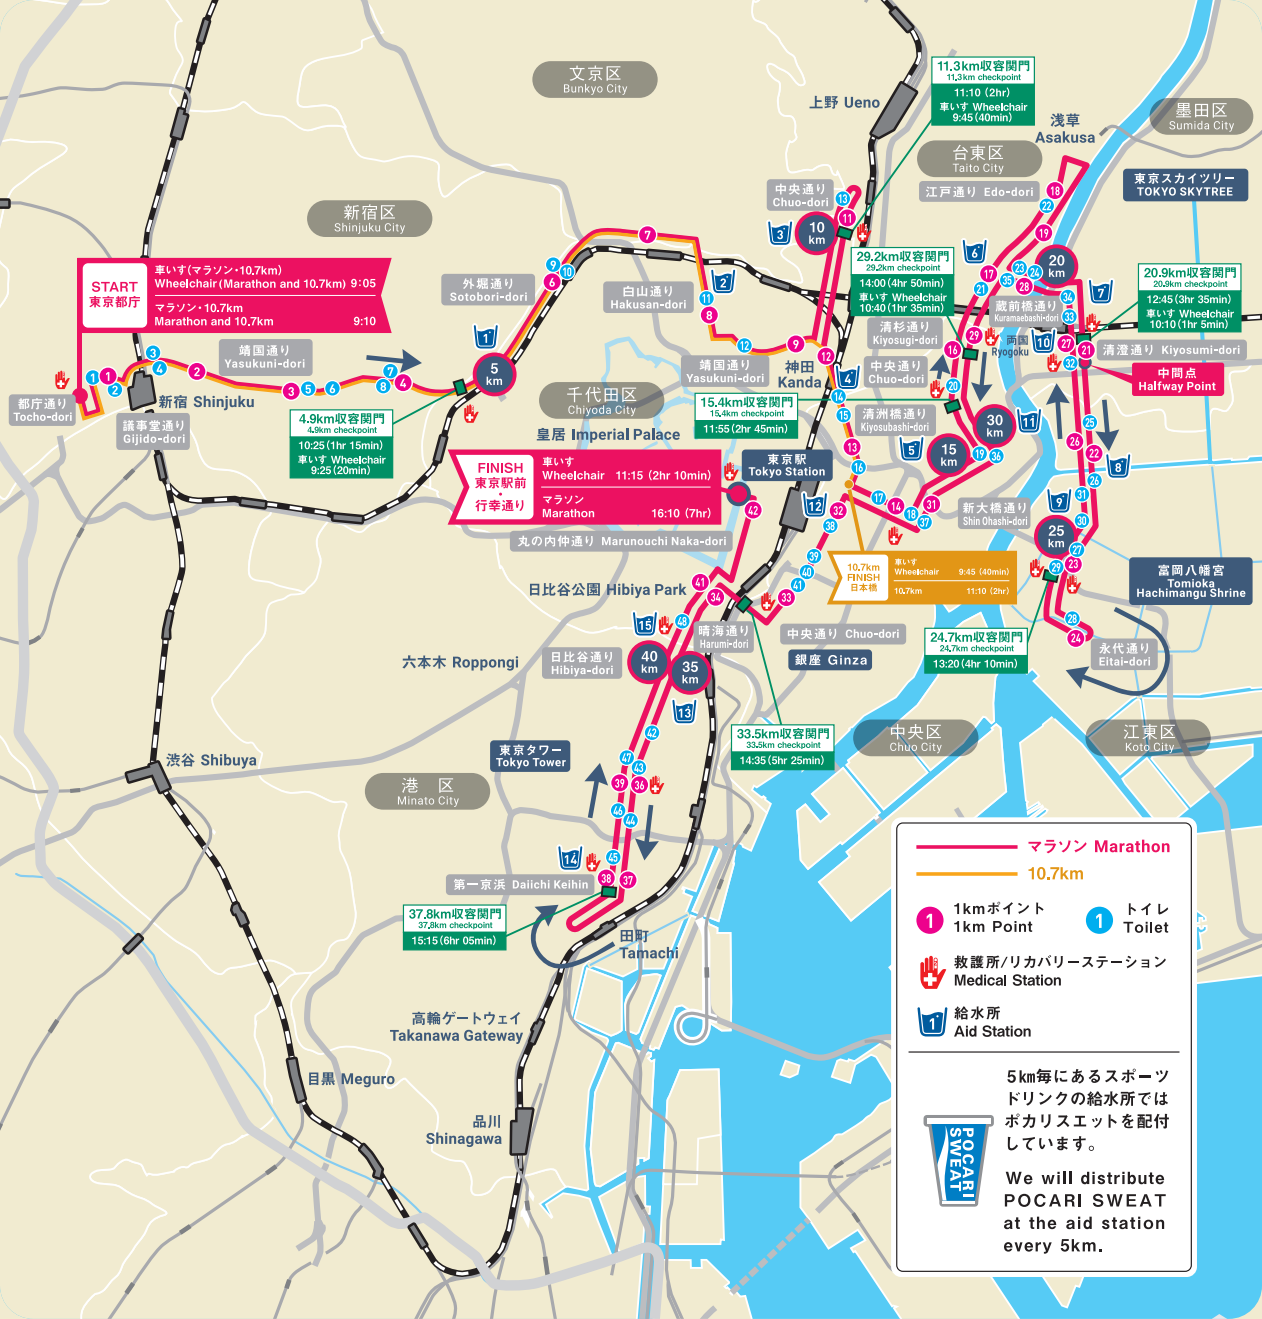 文京区
Bunkyo City
上野 Ueno
11.3km収容関門
11.3km checkpoint
11:10 (2hr)
車いす Wheelchair
9:45 (40min)
浅草
Asakusa
墨田区
Sumida City
台東区
Taito City
東京スカイツリー
TOKYO SKYTREE
江戸通り Edo-dori
中央通り
Chuo-dori
新宿区
Shinjuku City
10
km
START
東京都庁
車いす(マラソン・10.7km)
Wheelchair (Marathon and 10.7km) 9:05
マラソン・10.7km
Marathon and 10.7km 9:10
外堀通り
Sotobori-dori
白山通り
Hakusan-dori
29.2km収容関門
29.2km checkpoint
14:00 (4hr 50min)
車いす Wheelchair
10:40 (1hr 35min)
20
km
20.9km収容関門
20.9km checkpoint
12:45 (3hr 35min)
車いす Wheelchair
10:10 (1hr 5min)
蔵前橋通り
Kuramaebashi-dori
清杉通り
Kiyosugi-dori
両国
Ryogoku
清澄通り Kiyosumi-dori
中間点
Halfway Point
靖国通り
Yasukuni-dori
5
km
靖国通り
Yasukuni-dori
神田
Kanda
中央通り
Chuo-dori
都庁通り
Tocho-dori
新宿 Shinjuku
議事堂通り
Gijido-dori
4.9km収容関門
4.9km checkpoint
10:25 (1hr 15min)
車いす Wheelchair
9:25 (20min)
千代田区
Chiyoda City
皇居 Imperial Palace
15.4km収容関門
15.4km checkpoint
11:55 (2hr 45min)
清洲橋通り
Kiyosubashi-dori
30
km
15
km
FINISH
東京駅前
・
行幸通り
車いす
Wheelchair 11:15 (2hr 10min)
マラソン
Marathon 16:10 (7hr)
東京駅
Tokyo Station
新大橋通り
Shin Ohashi-dori
25
km
丸の内仲通り Marunouchi Naka-dori
10.7km
FINISH
日本橋
車いす
Wheelchair 9:45 (40min)
10.7km 11:10 (2hr)
富岡八幡宮
Tomioka
Hachimangu Shrine
日比谷公園 Hibiya Park
晴海通り
Harumi-dori
中央通り Chuo-dori
銀座 Ginza
24.7km収容関門
24.7km checkpoint
13:20 (4hr 10min)
永代通り
Eitai-dori
六本木 Roppongi
日比谷通り
Hibiya-dori
40
km
35
km
33.5km収容関門
33.5km checkpoint
14:35 (5hr 25min)
中央区
Chuo City
江東区
Koto City
東京タワー
Tokyo Tower
渋谷 Shibuya
港 区
Minato City
第一京浜 Daiichi Keihin
37.8km収容関門
37.8km checkpoint
15:15 (6hr 05min)
田町
Tamachi
高輪ゲートウェイ
Takanawa Gateway
目黒 Meguro
品川
Shinagawa
マラソン Marathon
10.7km
1
1kmポイント
1km Point
1
トイレ
Toilet
救護所/リカバリーステーション
Medical Station
1
給水所
Aid Station
5km毎にあるスポーツ
ドリンクの給水所では
ポカリスエットを配付
しています。
POCARI
SWEAT
We will distribute
POCARI SWEAT
at the aid station
every 5km.